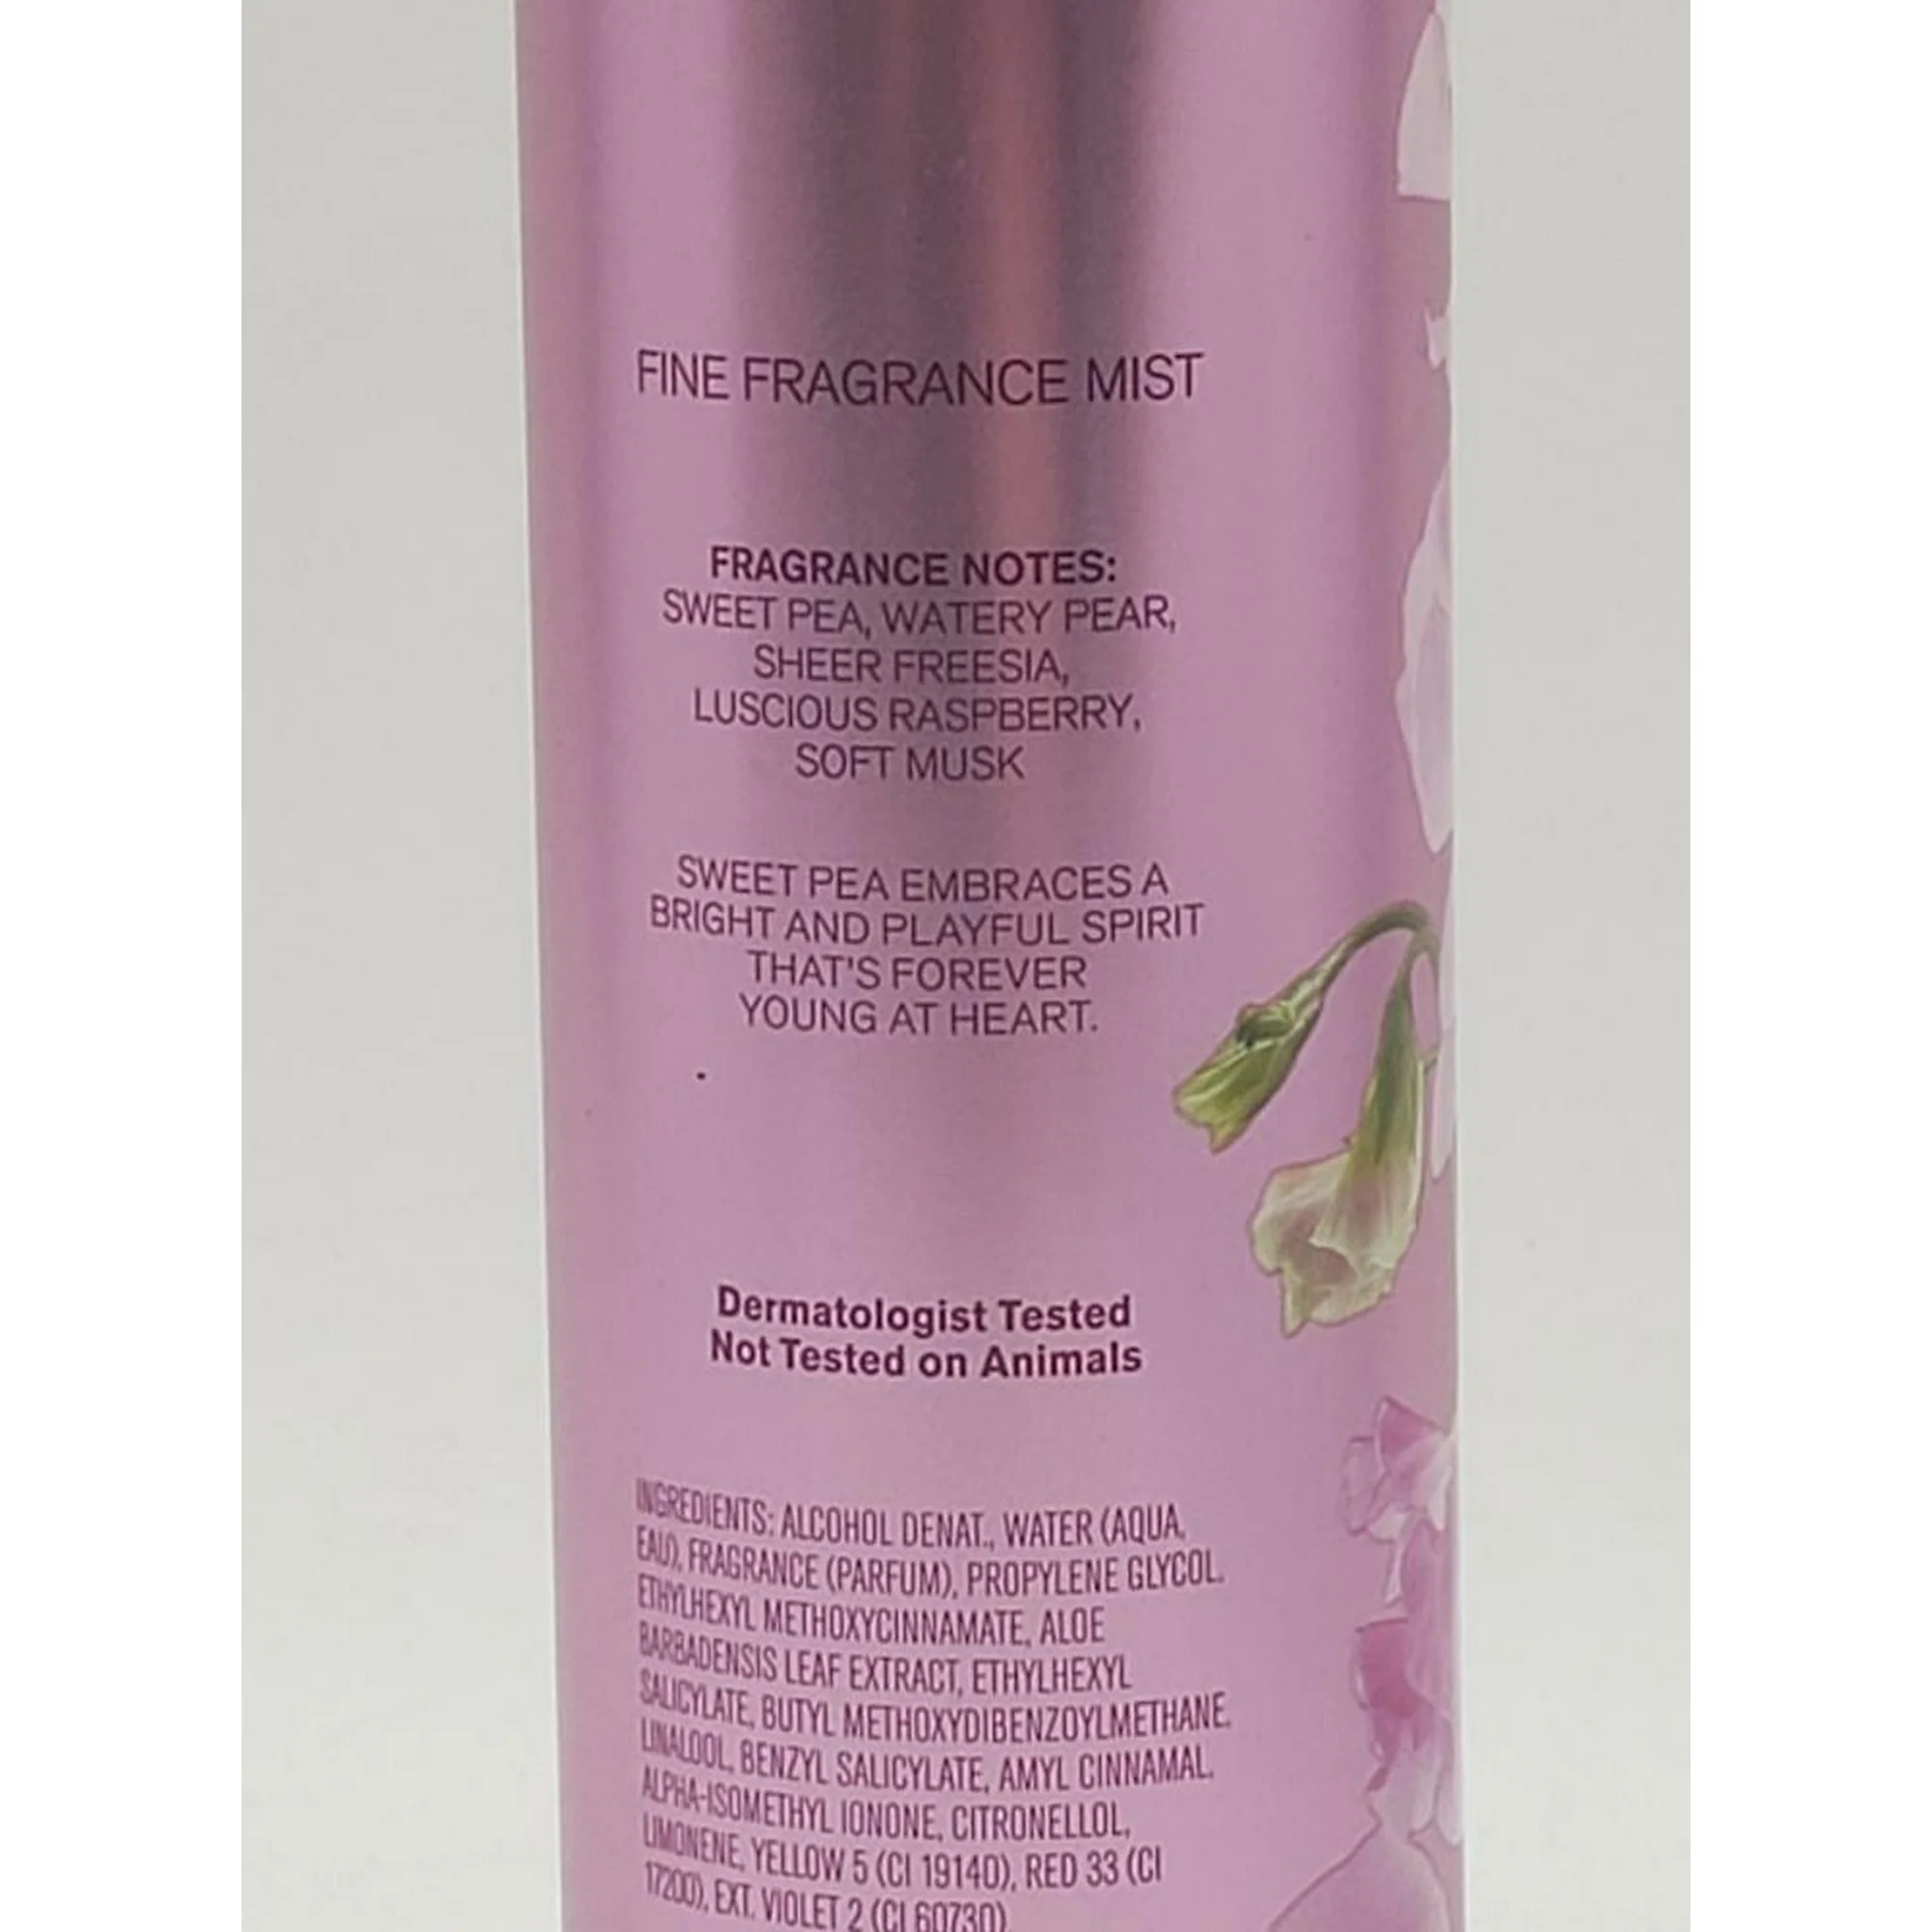 FINE FRAGRANCE MIST
FRAGRANCE NOTES:
SWEET PEA, WATERY PEAR,
SHEER FREESIA,
LUSCIOUS RASPBERRY,
SOFT MUSK
SWEET PEA EMBRACES A
BRIGHT AND PLAYFUL SPIRIT
THAT'S FOREVER
YOUNG AT HEART.
Dermatologist Tested
Not Tested on Animals
INGREDIENTS: ALCOHOL DENAT., WATER (AQUA,
EAU), FRAGRANCE (PARFUM), PROPYLENE GLYCOL,
ETHYLHEXYL METHOXYCINNAMATE, ALOE
BARBADENSIS LEAF EXTRACT, ETHYLHEXYL
SALICYLATE, BUTYL METHOXYDIBENZOYLMETHANE,
LINALOOL, BENZYL SALICYLATE, AMYL CINNAMAL,
ALPHA-ISOMETHYL IONONE, CITRONELLOL,
LIMONENE, YELLOW 5 (CI 19140), RED 33 (CI
17200), EXT. VIOLET 2 (CI 60730)